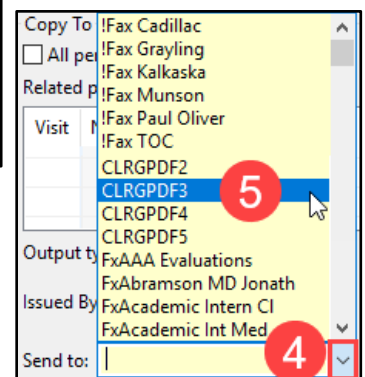 Copy To
All per
Related p
Visit N
Output ty
Issued By
Send to:
!Fax Cadillac
!Fax Grayling
!Fax Kalkaska
!Fax Munson
!Fax Paul Oliver
!Fax TOC
CLRGPDF2
CLRGPDF3
5
CLRGPDF4
CLRGPDF5
FxAAA Evaluations
FxAbramson MD Jonath
FxAcademic Intern Cl
FxAcademic Int Med
4